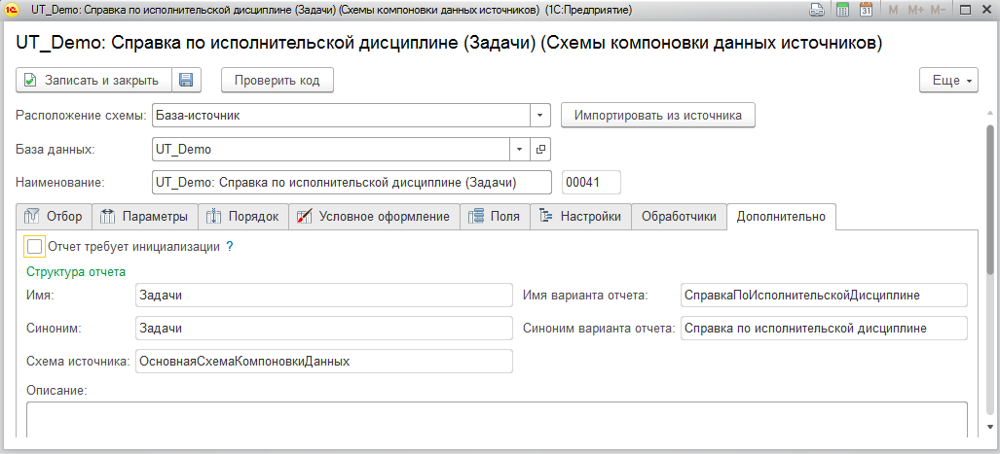 UT_Demo: Справка по исполнительской дисциплине (Задачи) (Схемы компоновки данных источников) (1С:Предприятие)
31 M M+ M-
UT_Demo: Справка по исполнительской дисциплине (Задачи) (Схемы компоновки данных источников)
Записать и закрыть Проверить код Еще
Расположение схемы: База-источник Импортировать из источника
База данных: UT_Demo
Наименование: UT_Demo: Справка по исполнительской дисциплине (Задачи) 00041
Отбор Параметры Порядок Условное оформление Поля Настройки Обработчики Дополнительно
Отчет требует инициализации ?
Структура отчета
Имя: Задачи Имя варианта отчета: СправкаПоИсполнительскойДисциплине
Синоним: Задачи Синоним варианта отчета: Справка по исполнительской дисциплине
Схема источника: ОсновнаяСхемаКомпоновкиДанных
Описание: